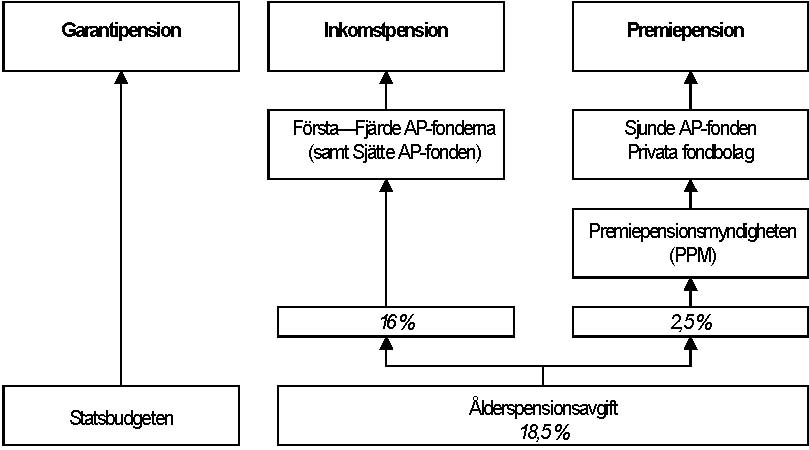 Garantipension
Inkomstpension
Premiepension
Första—Fjärde AP-fonderna
(samt Sjätte AP-fonden)
Sjunde AP-fonden
Privata fondbolag
Premiepensionsmyndigheten
(PPM)
16%
2,5%
Statsbudgeten
Ålderspensionsavgift
18,5%